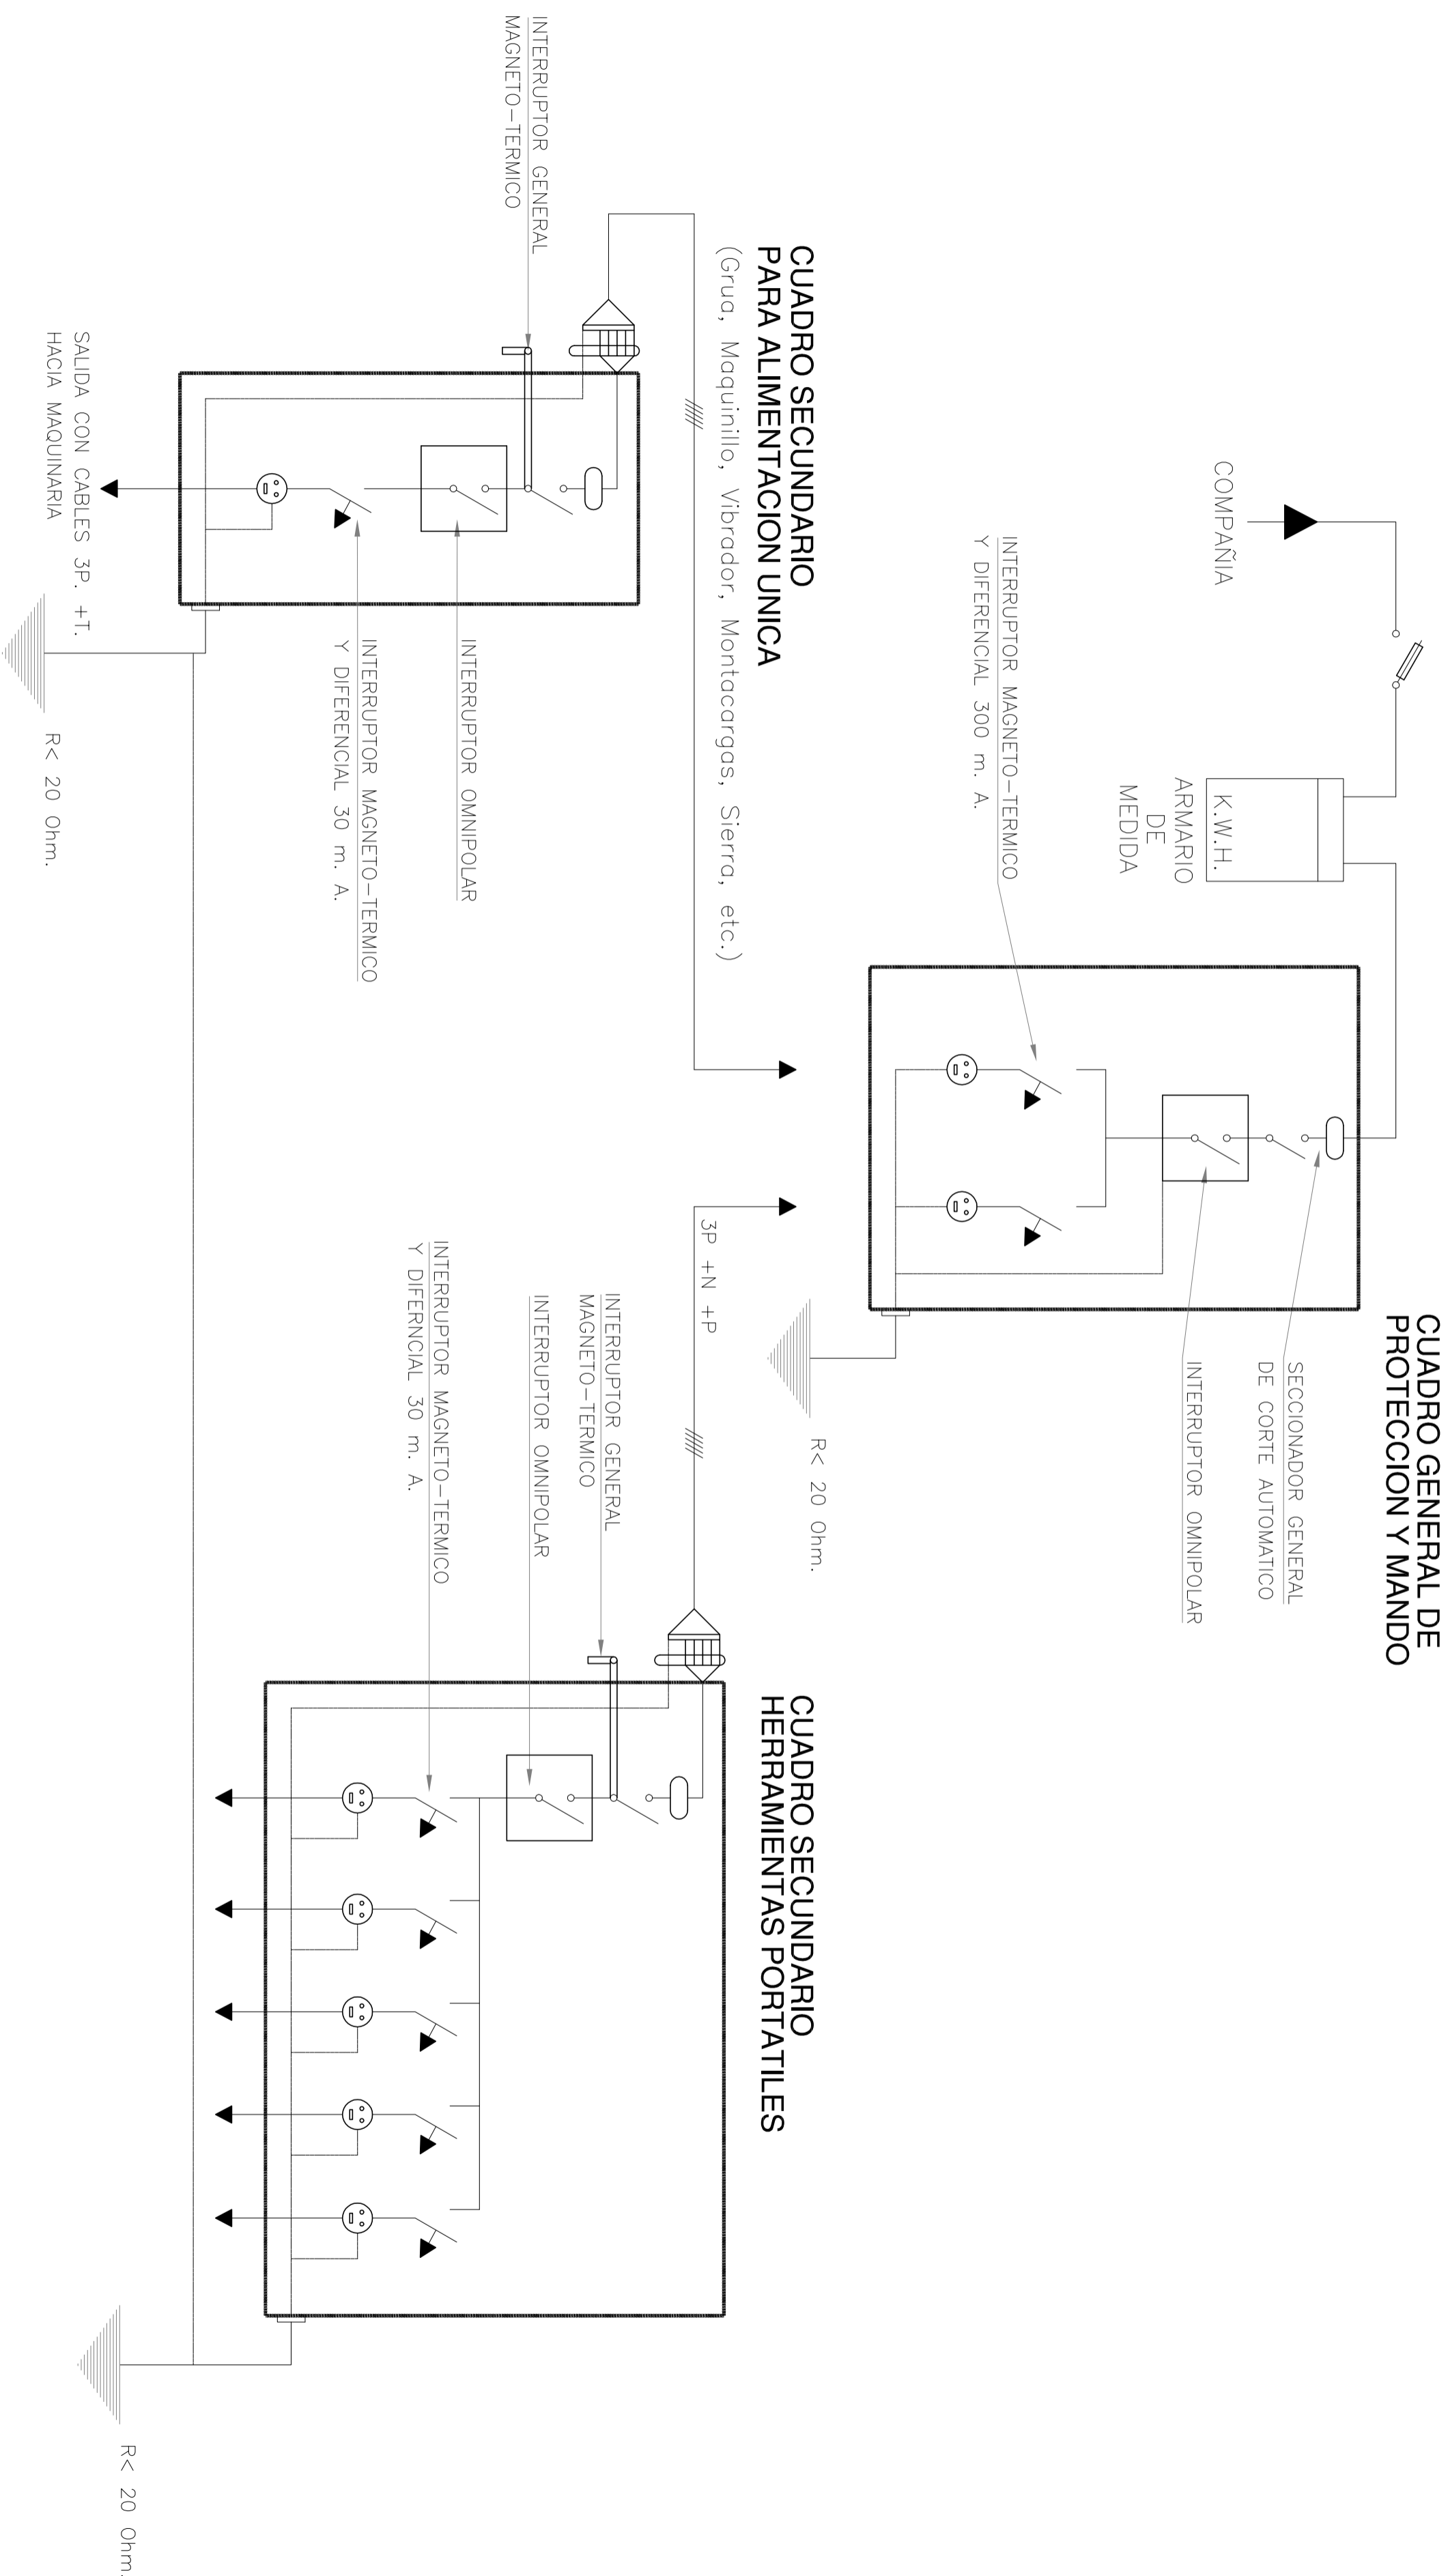 CUADRO GENERAL DE
PROTECCION Y MANDO
COMPAÑIA
K.W.H.
ARMARIO
DE
MEDIDA
SECCIONADOR GENERAL
DE CORTE AUTOMATICO
INTERRUPTOR OMNIPOLAR
INTERRUPTOR MAGNETO-TERMICO
Y DIFERENCIAL 300 m. A.
R< 20 Ohm.
CUADRO SECUNDARIO
PARA ALIMENTACION UNICA
(Grua, Maquinillo, Vibrador, Montacargas, Sierra, etc.)
INTERRUPTOR GENERAL
MAGNETO-TERMICO
INTERRUPTOR OMNIPOLAR
INTERRUPTOR MAGNETO-TERMICO
Y DIFERENCIAL 30 m. A.
SALIDA CON CABLES 3P. +T.
HACIA MAQUINARIA
R< 20 Ohm.
CUADRO SECUNDARIO
HERRAMIENTAS PORTATILES
3P +N +P
INTERRUPTOR GENERAL
MAGNETO-TERMICO
INTERRUPTOR OMNIPOLAR
INTERRUPTOR MAGNETO-TERMICO
Y DIFERNCIAL 30 m. A.
R< 20 Ohm.